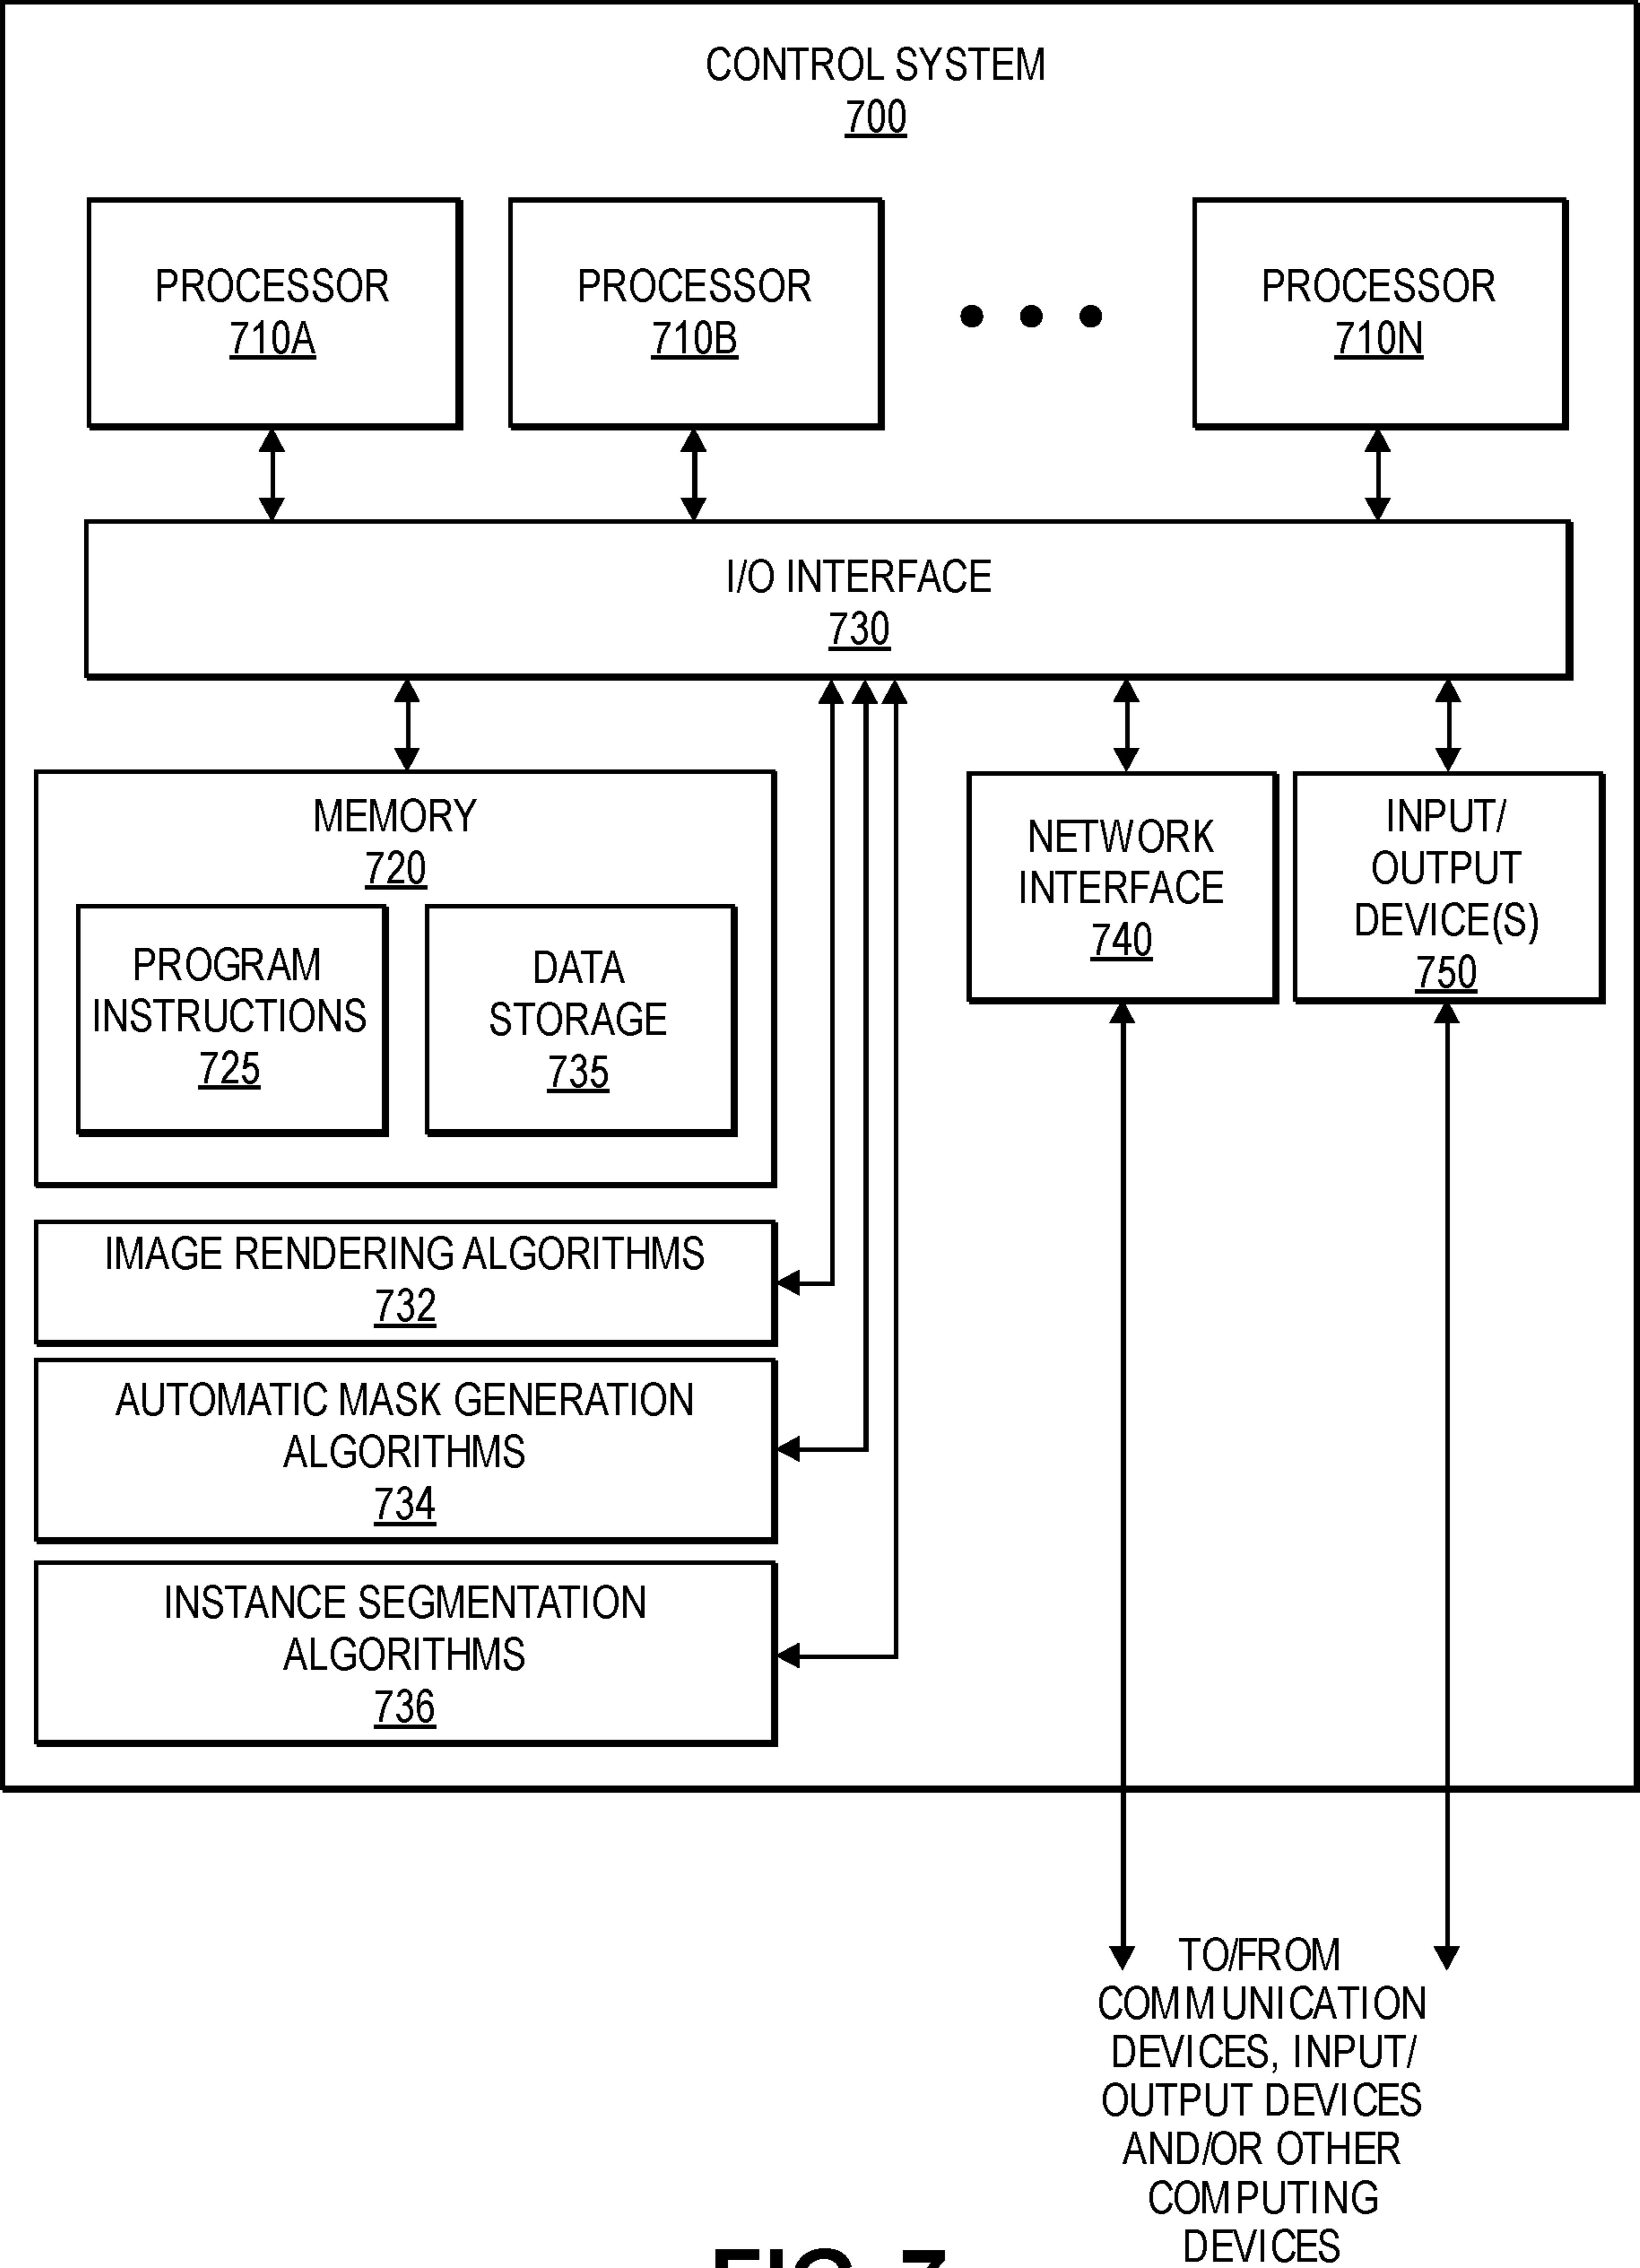 CONTROL SYSTEM
700
PROCESSOR
710A
PROCESSOR
710B
PROCESSOR
710N
I/O INTERFACE
730
MEMORY
720
PROGRAM
INSTRUCTIONS
725
DATA
STORAGE
735
NETWORK
INTERFACE
740
INPUT/
OUTPUT
DEVICE(S)
750
IMAGE RENDERING ALGORITHMS
732
AUTOMATIC MASK GENERATION
ALGORITHMS
734
INSTANCE SEGMENTATION
ALGORITHMS
736
TO/FROM
COMMUNICATION
DEVICES, INPUT/
OUTPUT DEVICES
AND/OR OTHER
COMPUTING
DEVICES
FIG. 7